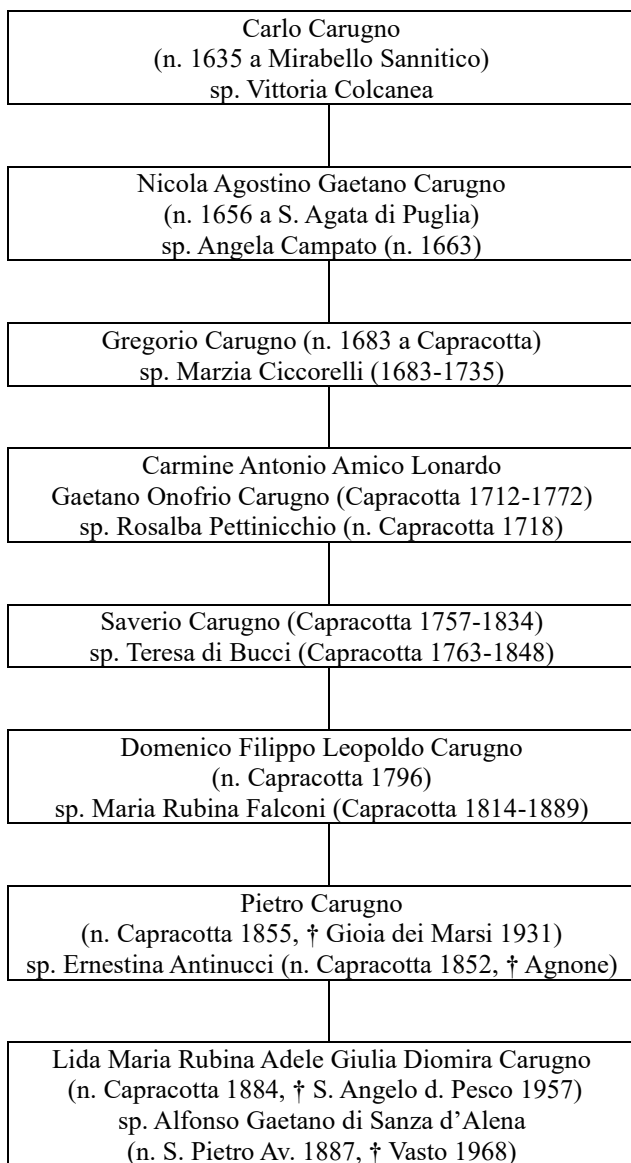 Carlo Carugno
(n. 1635 a Mirabello Sannitico)
sp. Vittoria Colcanea
Nicola Agostino Gaetano Carugno
(n. 1656 a S. Agata di Puglia)
sp. Angela Campato (n. 1663)
Gregorio Carugno (n. 1683 a Capracotta)
sp. Marzia Ciccorelli (1683-1735)
Carmine Antonio Amico Lonardo
Gaetano Onofrio Carugno (Capracotta 1712-1772)
sp. Rosalba Pettinicchio (n. Capracotta 1718)
Saverio Carugno (Capracotta 1757-1834)
sp. Teresa di Bucci (Capracotta 1763-1848)
Domenico Filippo Leopoldo Carugno
(n. Capracotta 1796)
sp. Maria Rubina Falconi (Capracotta 1814-1889)
Pietro Carugno
(n. Capracotta 1855, † Gioia dei Marsi 1931)
sp. Ernestina Antinucci (n. Capracotta 1852, † Agnone)
Lida Maria Rubina Adele Giulia Diomira Carugno
(n. Capracotta 1884, † S. Angelo d. Pesco 1957)
sp. Alfonso Gaetano di Sanza d’Alena
(n. S. Pietro Av. 1887, † Vasto 1968)